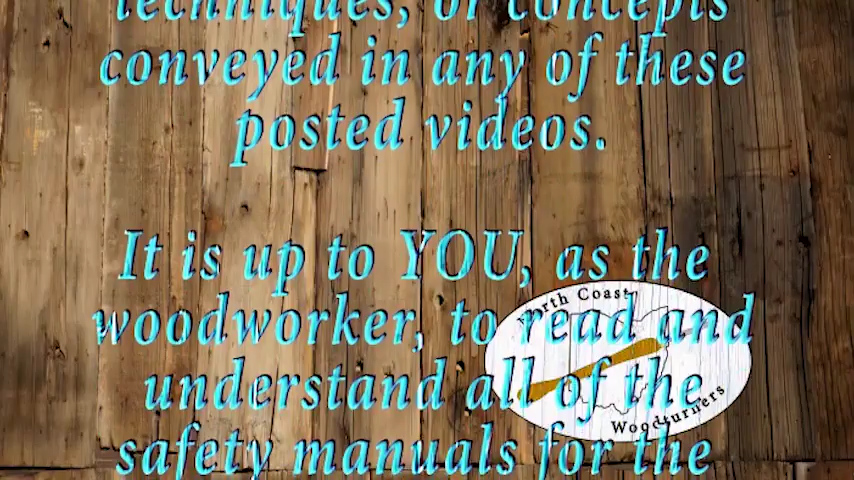 techniques, or concepts
conveyed in any of these
posted videos.
It is up to YOU, as the
woodworker, to read and
understand all of the
safety manuals for the
North Coast
Woodturners